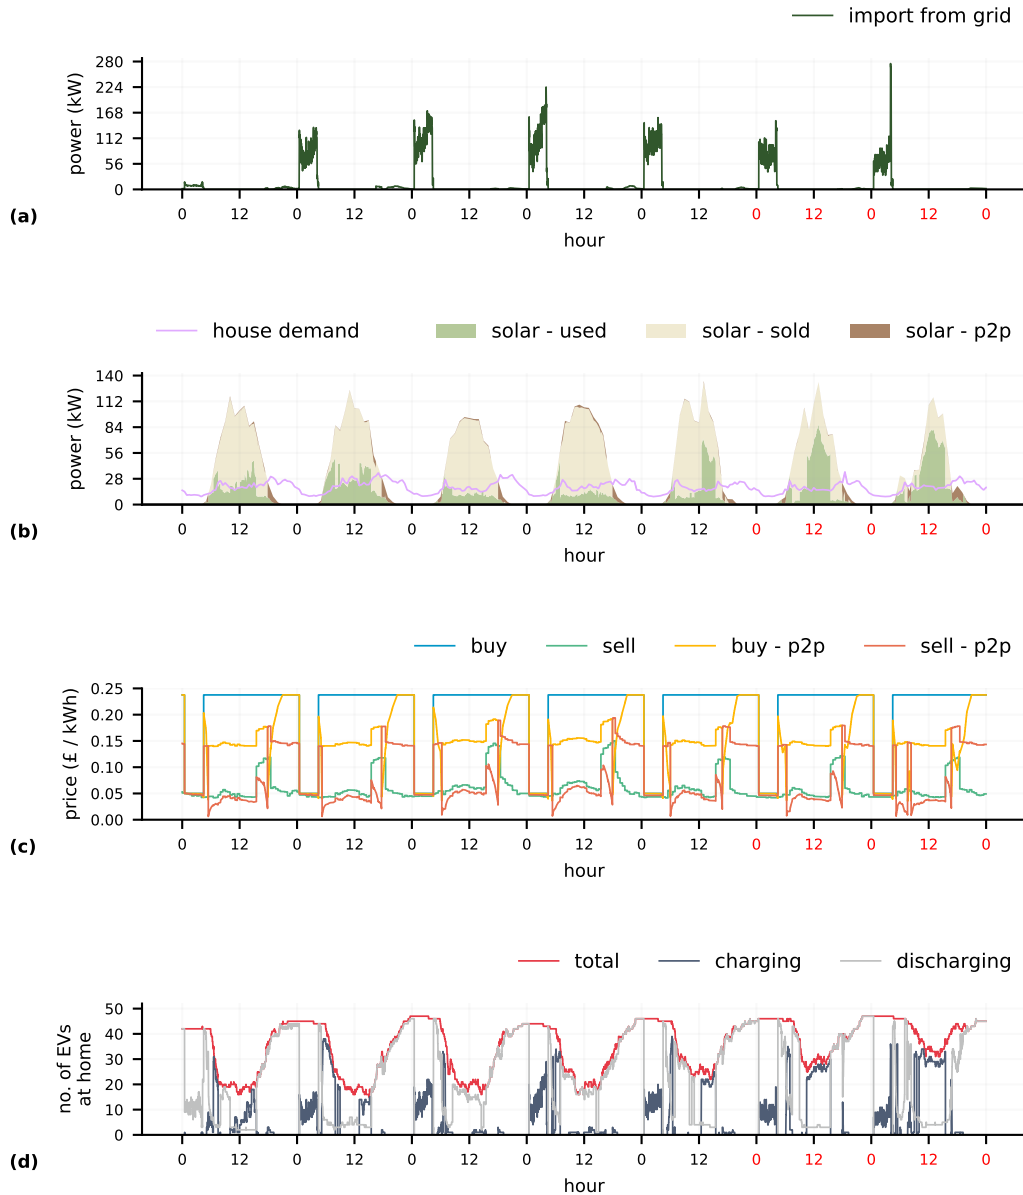 import from grid
280
224
168
112
56
0
power (kW)
0 12 0 12 0 12 0 12 0 12 0 12 0 12 0
hour
(a)
house demand solar - used solar - sold solar - p2p
140
112
84
56
28
0
power (kW)
0 12 0 12 0 12 0 12 0 12 0 12 0 12 0
hour
(b)
buy sell buy - p2p sell - p2p
0.25
0.20
0.15
0.10
0.05
0.00
price (£ / kWh)
0 12 0 12 0 12 0 12 0 12 0 12 0 12 0
hour
(c)
total charging discharging
50
40
30
20
10
0
no. of EVs
at home
0 12 0 12 0 12 0 12 0 12 0 12 0 12 0
hour
(d)